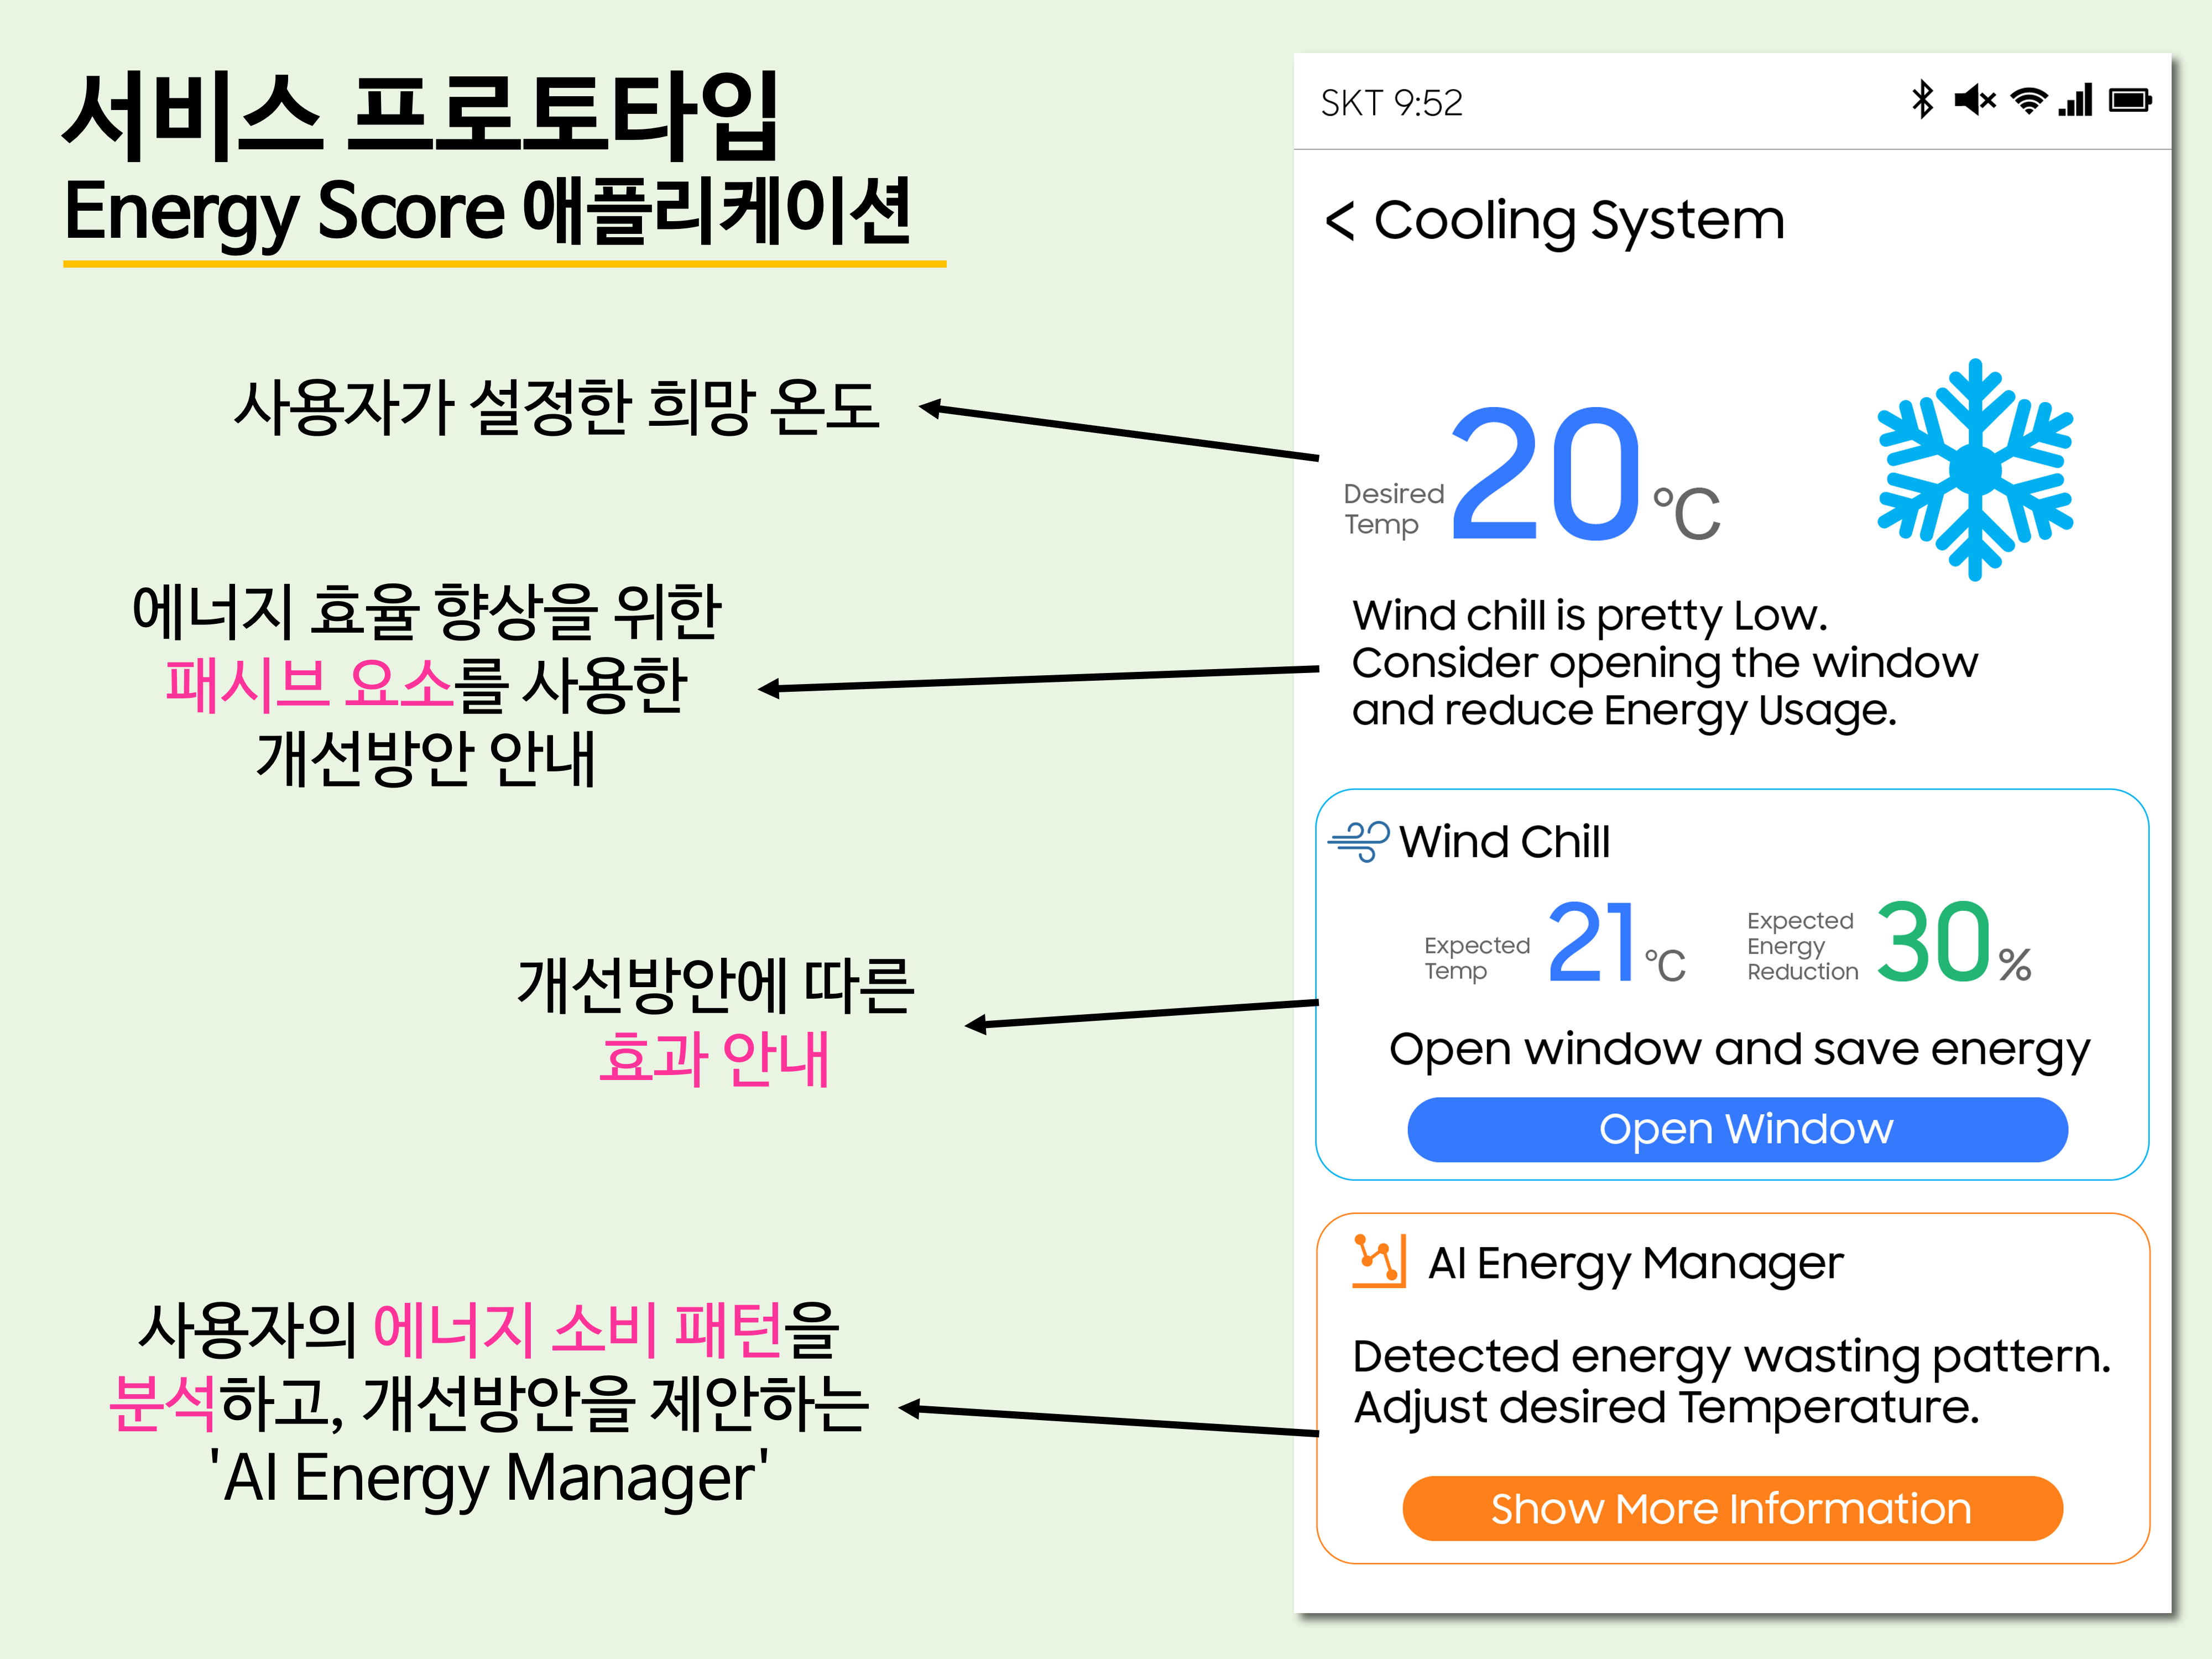 서비스 프로토타입
Energy Score 애플리케이션
사용자가 설정한 희망 온도
에너지 효율 향상을 위한
패시브 요소를 사용한
개선방안 안내
개선방안에 따른
효과 안내
사용자의 에너지 소비 패턴을
분석하고, 개선방안을 제안하는
'AI Energy Manager'
SKT 9:52
< Cooling System
Desired
Temp
20 °C
Wind chill is pretty Low.
Consider opening the window
and reduce Energy Usage.
Wind Chill
Expected
Temp
21 °C
Expected
Energy
Reduction
30 %
Open window and save energy
Open Window
AI Energy Manager
Detected energy wasting pattern.
Adjust desired Temperature.
Show More Information